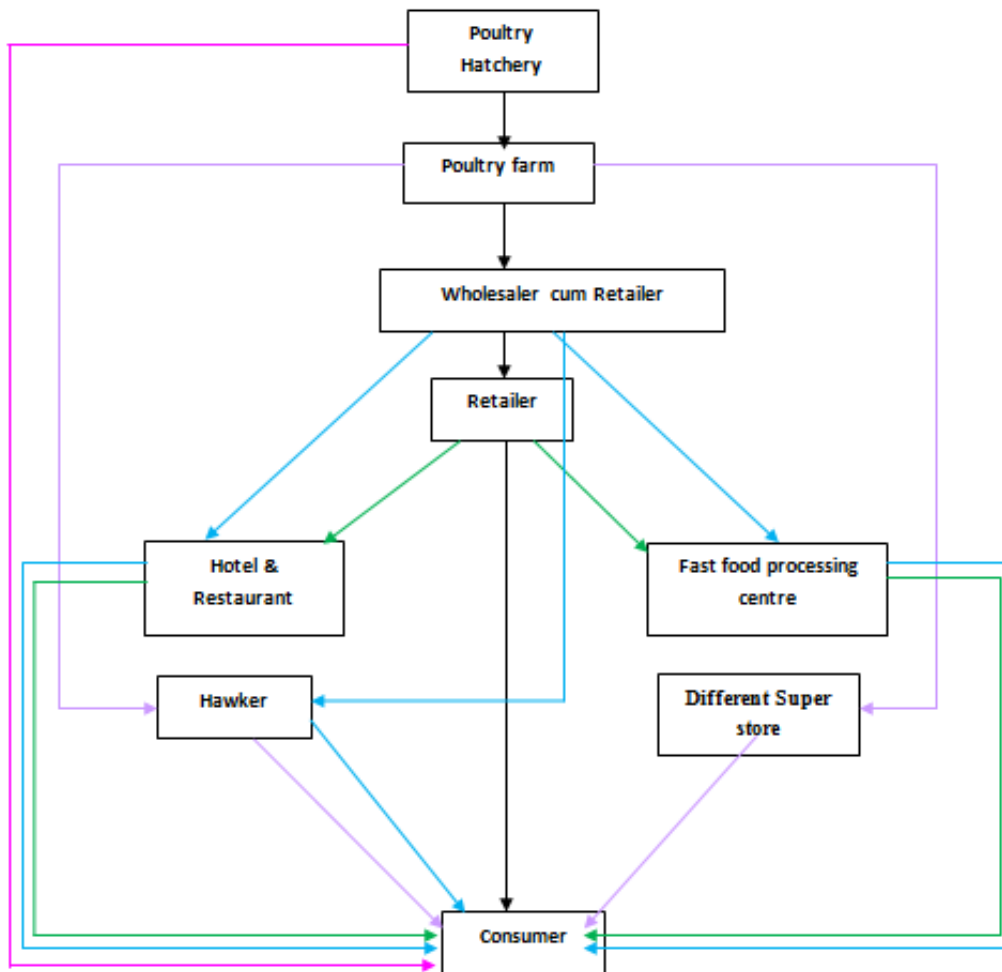 Poultry
Hatchery
Poultry farm
Wholesaler cum Retailer
Retailer
Hotel &
Restaurant
Fast food processing
centre
Hawker
Different Super
store
Consumer